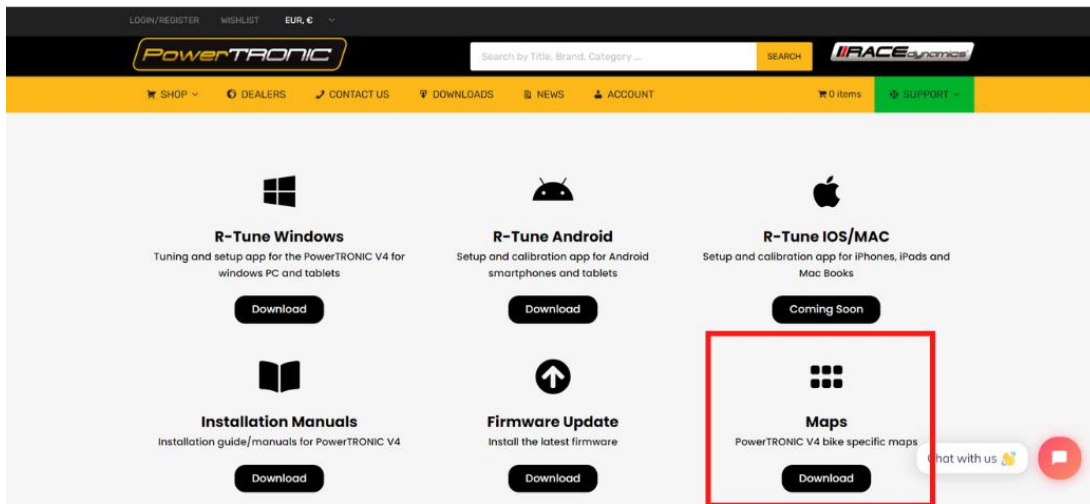 LOGIN/REGISTER WISHLIST EUR, €
PowerTRONIC
Search by Title, Brand, Category ...
SEARCH
RACEdynamics
SHOP DEALERS CONTACT US DOWNLOADS NEWS ACCOUNT 0 items SUPPORT
R-Tune Windows
Tuning and setup app for the PowerTRONIC V4 for
windows PC and tablets
Download
R-Tune Android
Setup and calibration app for Android
smartphones and tablets
Download
R-Tune IOS/MAC
Setup and calibration app for iPhones, iPads and
Mac Books
Coming Soon
Installation Manuals
Installation guide/manuals for PowerTRONIC V4
Download
Firmware Update
Install the latest firmware
Download
Maps
PowerTRONIC V4 bike specific maps
Download
Chat with us